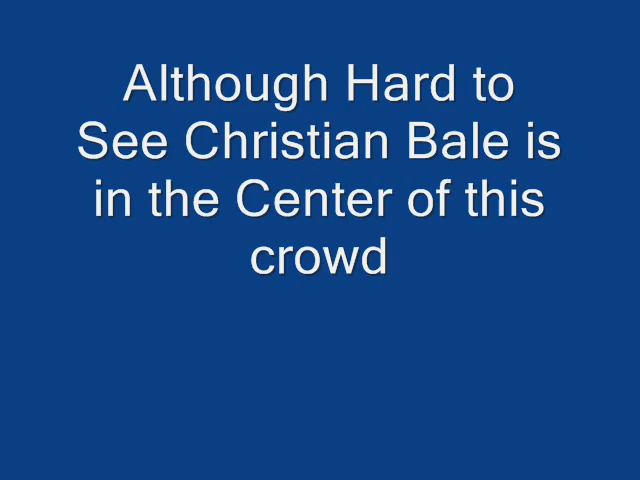 Although Hard to
See Christian Bale is
in the Center of this
crowd